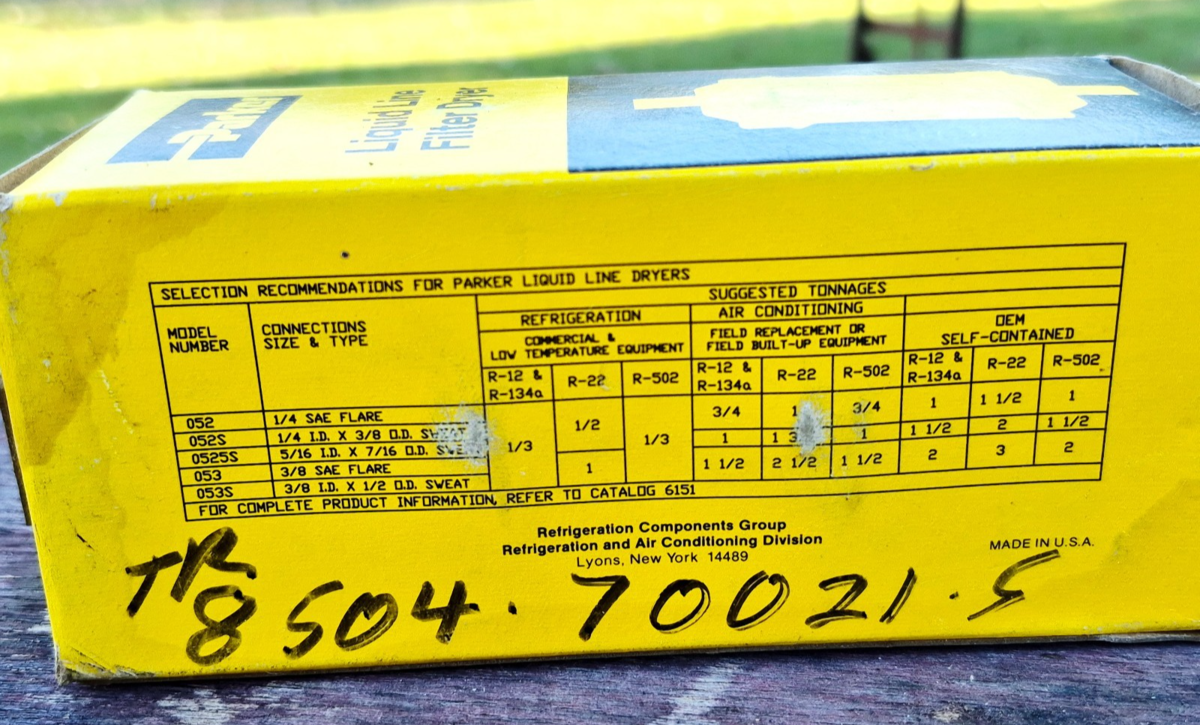 Parker
Liquid Line
Filter Dryer
SELECTION RECOMMENDATIONS FOR PARKER LIQUID LINE DRYERS
SUGGESTED TONNAGES
MODEL NUMBER
CONNECTIONS SIZE & TYPE
REFRIGERATION
AIR CONDITIONING
COMMERCIAL & LOW TEMPERATURE EQUIPMENT
FIELD REPLACEMENT OR FIELD BUILT-UP EQUIPMENT
OEM SELF-CONTAINED
R-12 & R-134a R-22 R-502 R-12 & R-134a R-22 R-502 R-12 & R-134a R-22 R-502
052 1/4 SAE FLARE 1/3 1/2 1/3 3/4 1 3/4 1 1 1/2 1
052S 1/4 I.D. X 3/8 O.D. SWEAT 1 1 1 1 1/2 2 1 1/2
0525S 5/16 I.D. X 7/16 O.D.
053 3/8 SAE FLARE 1 1 1/2 2 1/2 1 1/2 2 3 2
053S 3/8 I.D. X 1/2 O.D. SWEAT
FOR COMPLETE PRODUCT INFORMATION, REFER TO CATALOG 6151
Refrigeration Components Group
Refrigeration and Air Conditioning Division
Lyons, New York 14489
MADE IN U.S.A.
TR
8504.70021.5